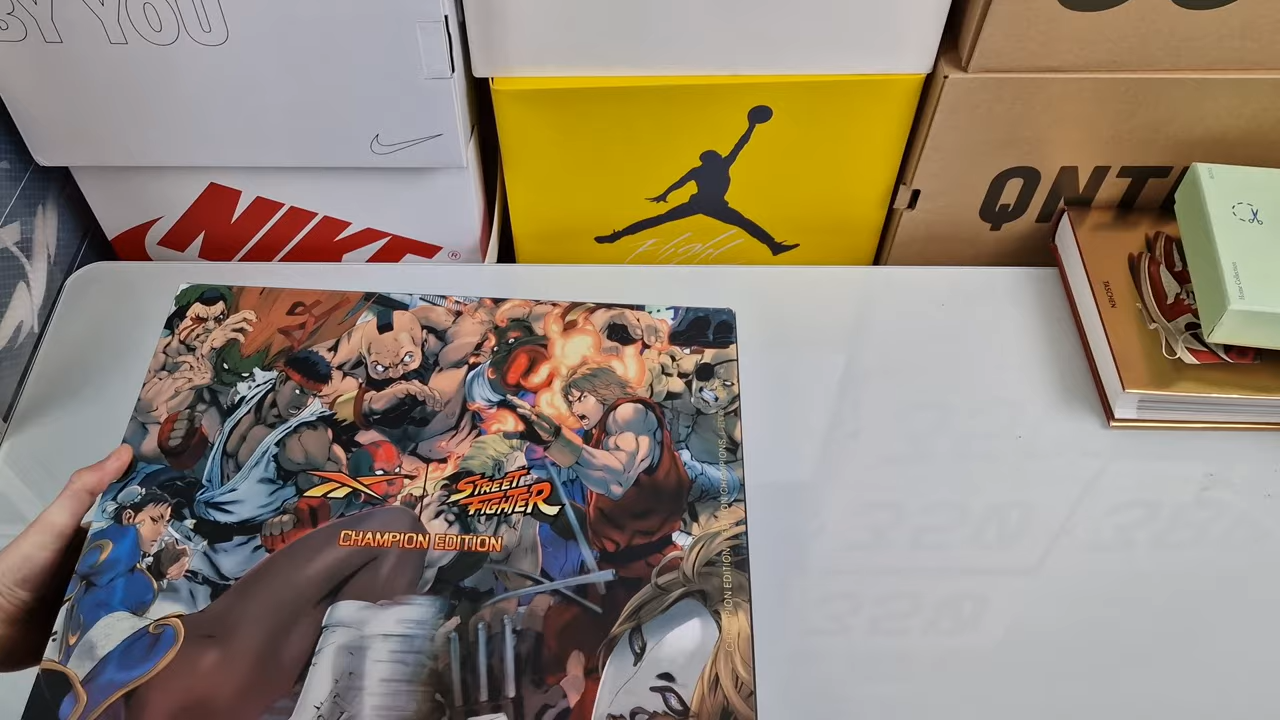 BY YOU
NIKE®
Flight
QNT
TASCHEN
STREET
FIGHTER
CHAMPION EDITION